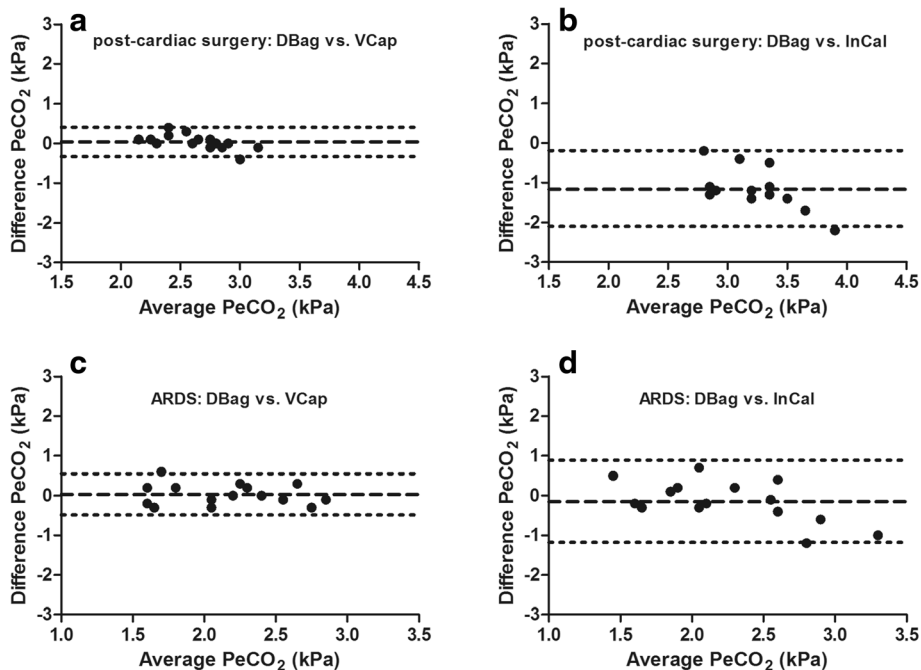 a
post-cardiac surgery: DBag vs. VCap
Difference PeCO2 (kPa)
3
2
1
0
-1
-2
-3
1.5 2.0 2.5 3.0 3.5 4.0 4.5
Average PeCO2 (kPa)
b
post-cardiac surgery: DBag vs. InCal
Difference PeCO2 (kPa)
3
2
1
0
-1
-2
-3
1.5 2.0 2.5 3.0 3.5 4.0 4.5
Average PeCO2 (kPa)
c
ARDS: DBag vs. VCap
Difference PeCO2 (kPa)
3
2
1
0
-1
-2
-3
1.0 1.5 2.0 2.5 3.0 3.5
Average PeCO2 (kPa)
d
ARDS: DBag vs. InCal
Difference PeCO2 (kPa)
3
2
1
0
-1
-2
-3
1.0 1.5 2.0 2.5 3.0 3.5
Average PeCO2 (kPa)